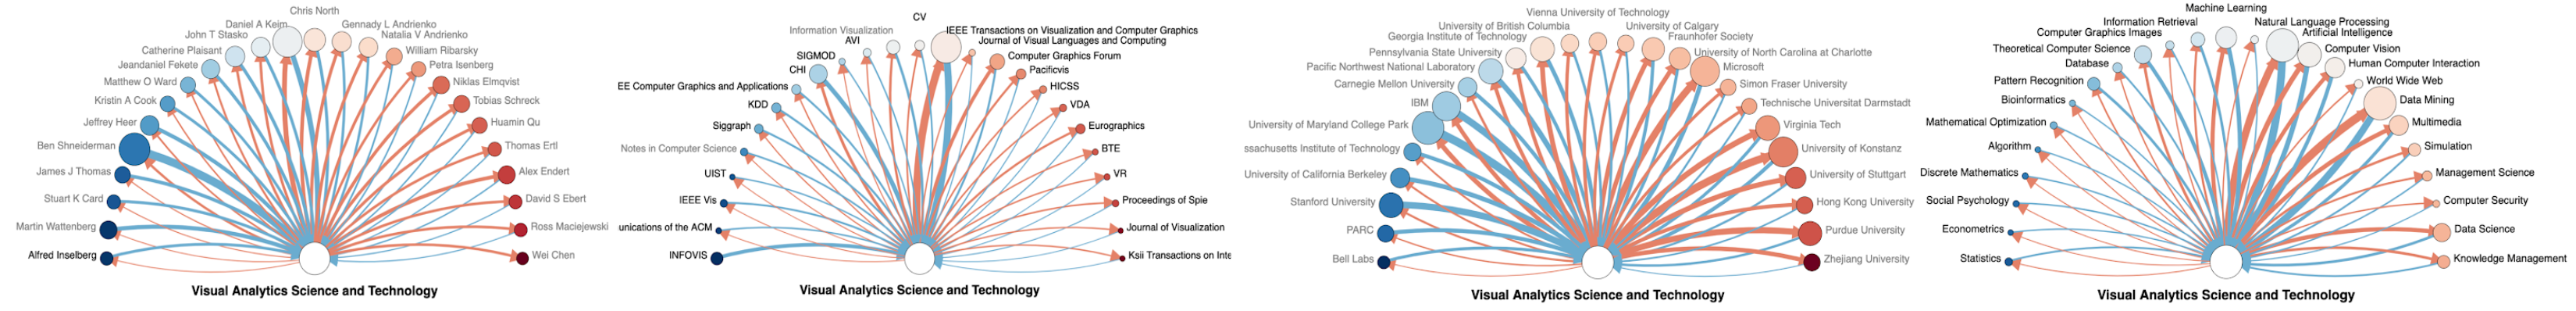 Chris North
Daniel A Keim
Gennady L Andrienko
John T Stasko
Natalia V Andrienko
Catherine Plaisant
William Ribarsky
Jeandaniel Fekete
Petra Isenberg
Matthew O Ward
Niklas Elmqvist
Kristin A Cook
Tobias Schreck
Jeffrey Heer
Huamin Qu
Ben Shneiderman
Thomas Ertl
James J Thomas
Alex Endert
Stuart K Card
David S Ebert
Martin Wattenberg
Ross Maciejewski
Alfred Inselberg
Wei Chen
Visual Analytics Science and Technology
CV
Information Visualization
IEEE Transactions on Visualization and Computer Graphics
AVI
Journal of Visual Languages and Computing
SIGMOD
Computer Graphics Forum
CHI
Pacificvis
EE Computer Graphics and Applications
HICSS
KDD
VDA
Siggraph
Eurographics
Notes in Computer Science
BTE
UIST
VR
IEEE Vis
Proceedings of Spie
unications of the ACM
Journal of Visualization
INFOVIS
Ksii Transactions on Inte
Visual Analytics Science and Technology
Vienna University of Technology
University of British Columbia
University of Calgary
Georgia Institute of Technology
Fraunhofer Society
Pennsylvania State University
University of North Carolina at Charlotte
Pacific Northwest National Laboratory
Microsoft
Carnegie Mellon University
Simon Fraser University
IBM
Technische Universitat Darmstadt
University of Maryland College Park
Virginia Tech
ssachusetts Institute of Technology
University of Konstanz
University of California Berkeley
University of Stuttgart
Stanford University
Hong Kong University
PARC
Purdue University
Bell Labs
Zhejiang University
Visual Analytics Science and Technology
Machine Learning
Information Retrieval
Natural Language Processing
Computer Graphics Images
Artificial Intelligence
Theoretical Computer Science
Computer Vision
Database
Human Computer Interaction
Pattern Recognition
World Wide Web
Bioinformatics
Data Mining
Mathematical Optimization
Multimedia
Algorithm
Simulation
Discrete Mathematics
Management Science
Social Psychology
Computer Security
Econometrics
Data Science
Statistics
Knowledge Management
Visual Analytics Science and Technology